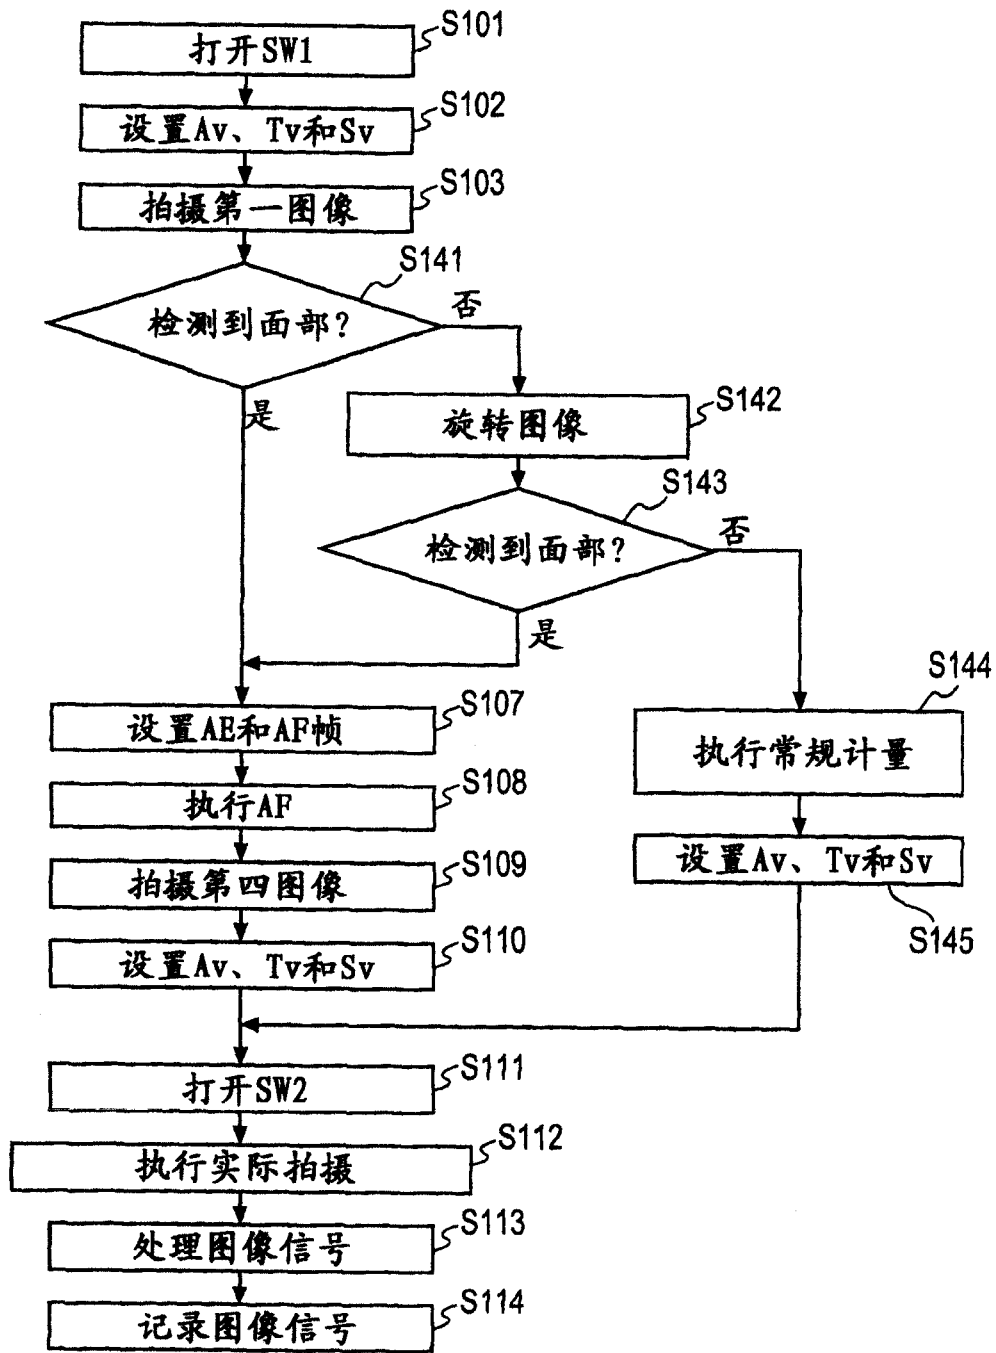 打开SW1
S101
设置Av、Tv和Sv
S102
拍摄第一图像
S103
检测到面部？
S141
否
是
旋转图像
S142
检测到面部？
S143
否
是
设置AE和AF帧
S107
执行常规计量
S144
执行AF
S108
设置Av、Tv和Sv
S145
拍摄第四图像
S109
设置Av、Tv和Sv
S110
打开SW2
S111
执行实际拍摄
S112
处理图像信号
S113
记录图像信号
S114